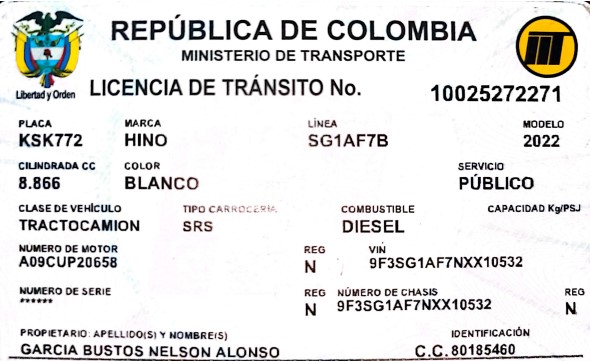 REPÚBLICA DE COLOMBIA
MINISTERIO DE TRANSPORTE
Libertad y Orden
LICENCIA DE TRÁNSITO No. 10025272271
PLACA MARCA LÍNEA MODELO
KSK772 HINO SG1AF7B 2022
CILINDRADA CC COLOR SERVICIO
8.866 BLANCO PÚBLICO
CLASE DE VEHÍCULO TIPO CARROCERÍA COMBUSTIBLE CAPACIDAD Kg/PSJ
TRACTOCAMION SRS DIESEL
NÚMERO DE MOTOR REG VIN
A09CUP20658 N 9F3SG1AF7NXX10532
NUMERO DE SERIE REG NÚMERO DE CHASIS REG
****** N 9F3SG1AF7NXX10532 N
PROPIETARIO: APELLIDO(S) Y NOMBRE(S) IDENTIFICACIÓN
GARCIA BUSTOS NELSON ALONSO C.C. 80185460